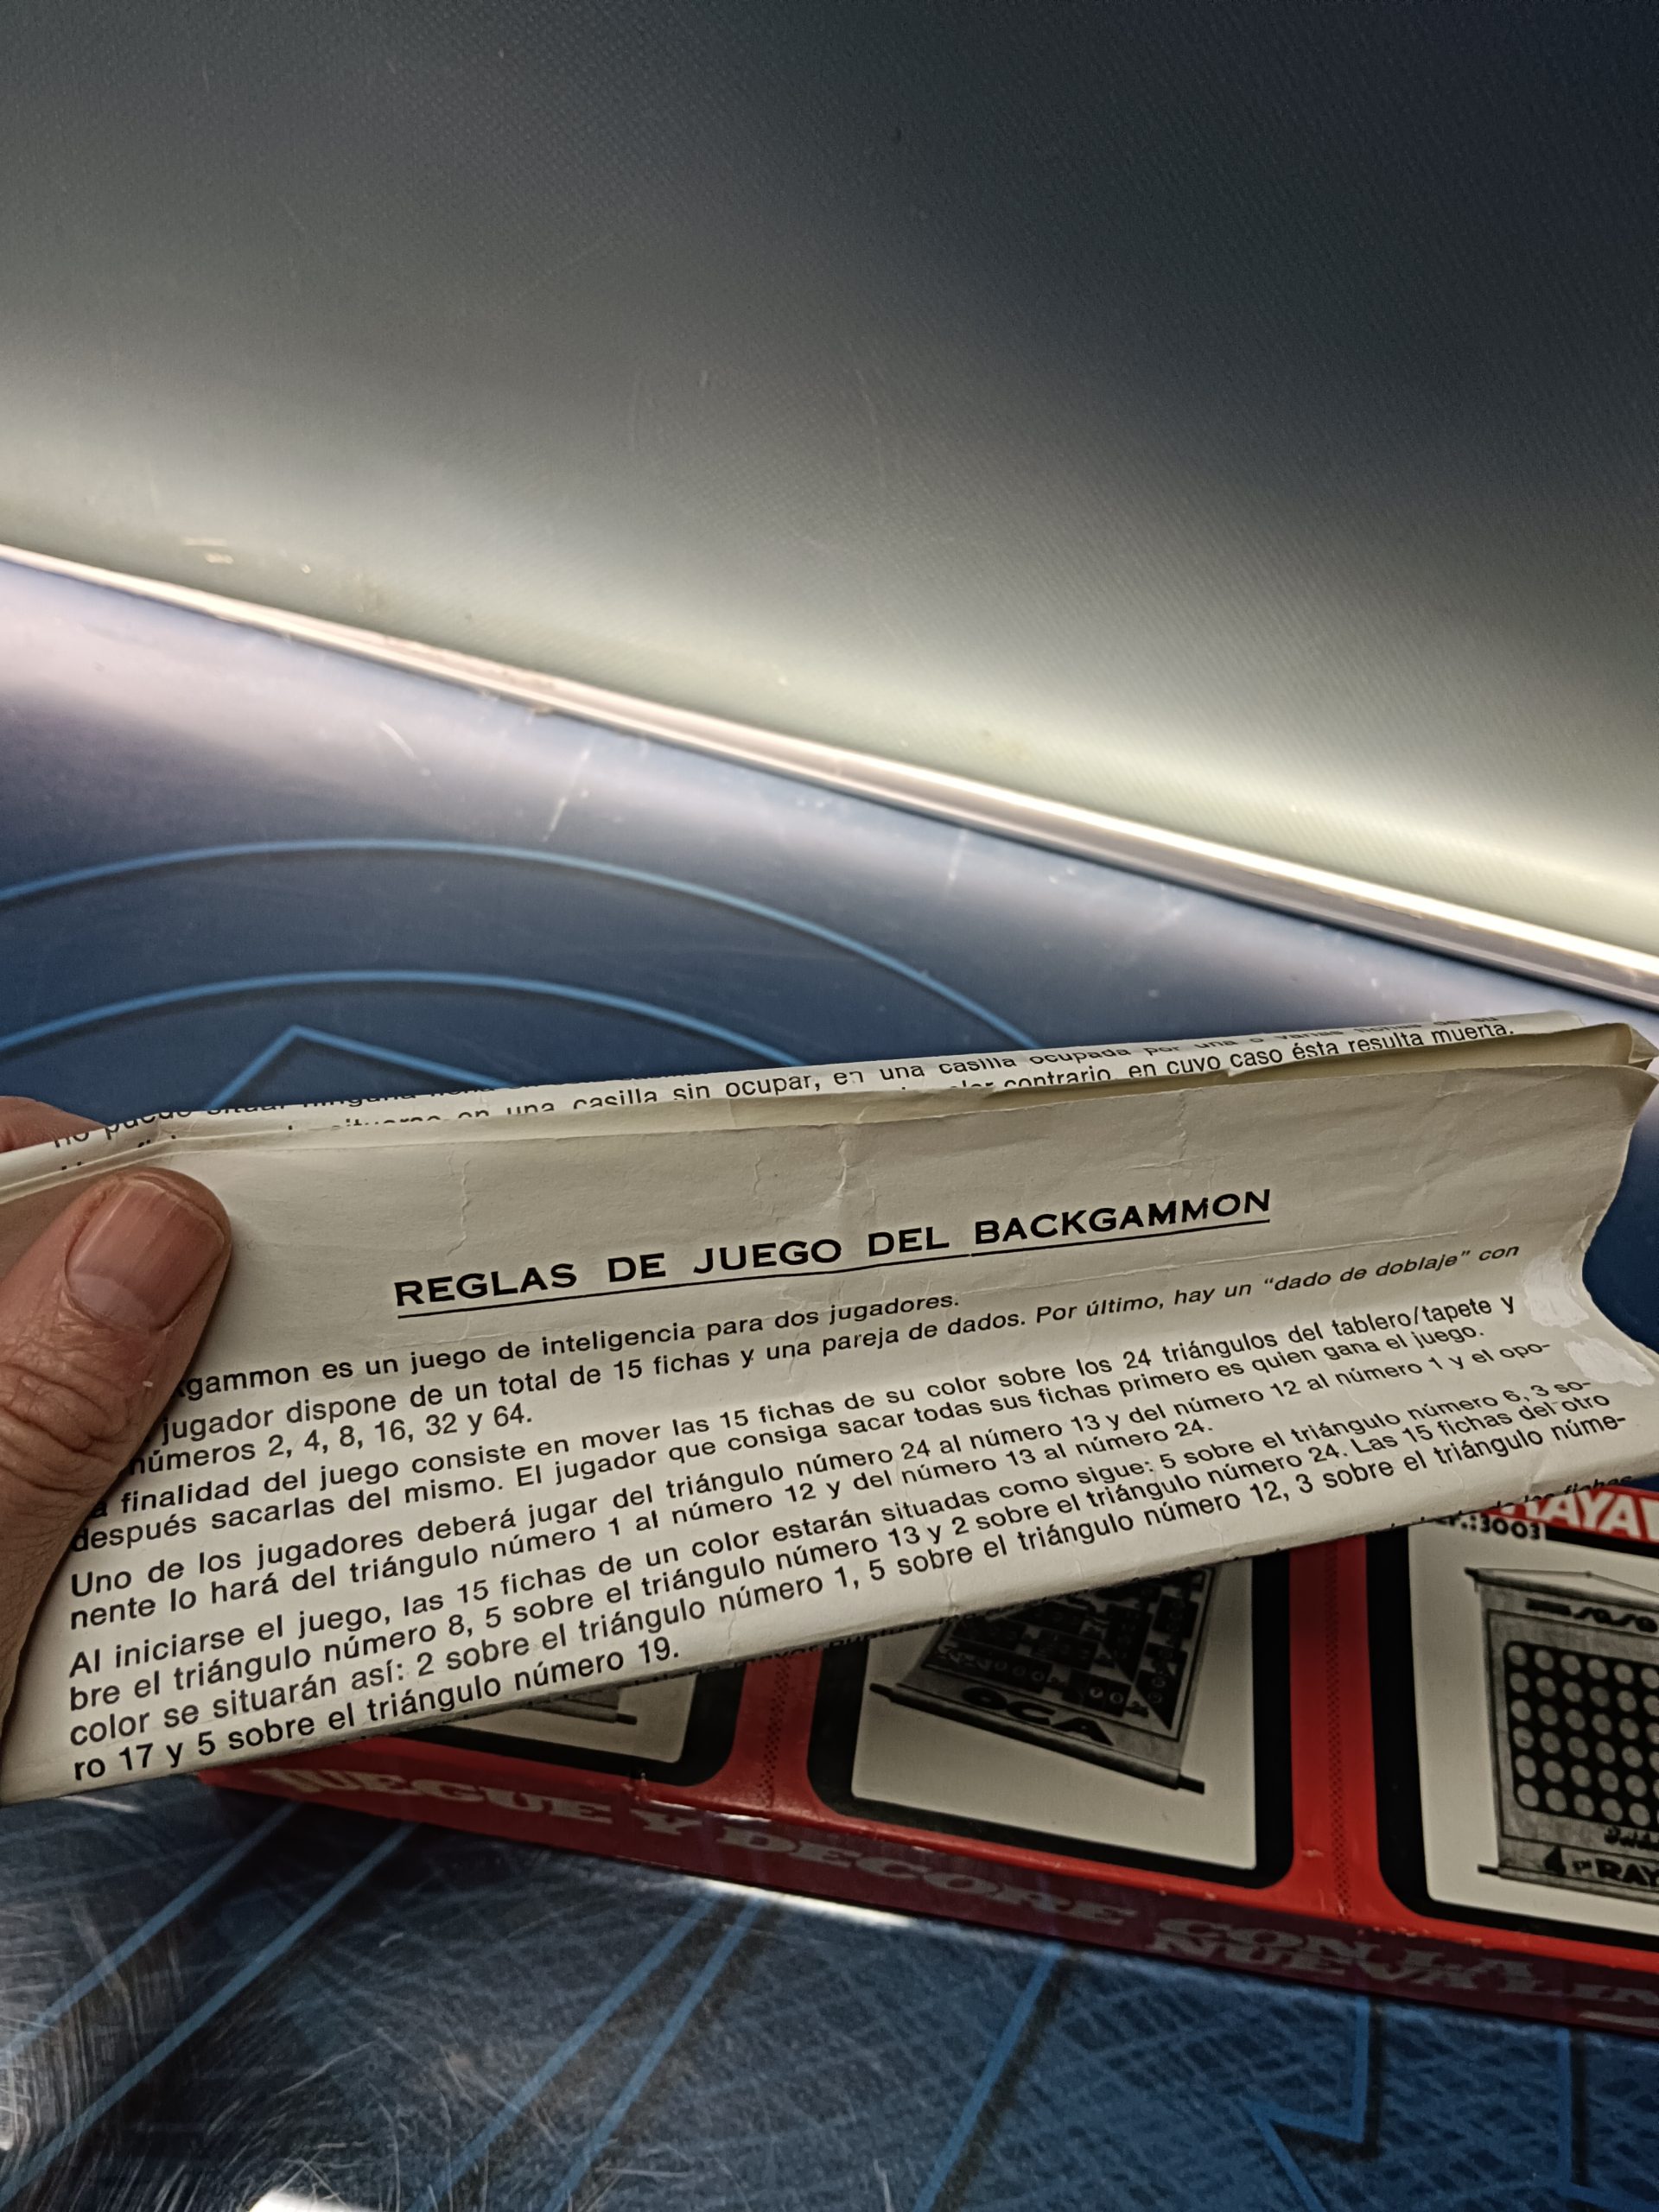 una casilla sin ocupar, en una casilla ocupada por una o varias
contrario, en cuyo caso ésta resulta muerta.
REGLAS DE JUEGO DEL BACKGAMMON
gammon es un juego de inteligencia para dos jugadores.
jugador dispone de un total de 15 fichas y una pareja de dados. Por último, hay un “dado de doblaje” con
números 2, 4, 8, 16, 32 y 64.
a finalidad del juego consiste en mover las 15 fichas de su color sobre los 24 triángulos del tablero/tapete y
después sacarlas del mismo. El jugador que consiga sacar todas sus fichas primero es quien gana el juego.
Uno de los jugadores deberá jugar del triángulo número 24 al número 13 y del número 12 al número 1 y el opo-
nente lo hará del triángulo número 1 al número 12 y del número 13 al número 24.
Al iniciarse el juego, las 15 fichas de un color estarán situadas como sigue: 5 sobre el triángulo número 6, 3 so-
bre el triángulo número 8, 5 sobre el triángulo número 13 y 2 sobre el triángulo número 24. Las 15 fichas del otro
color se situarán así: 2 sobre el triángulo número 1, 5 sobre el triángulo número 12, 3 sobre el triángulo núme-
ro 17 y 5 sobre el triángulo número 19.
3003
OCA
JUEGUE Y DECORE CON LA
NUEVA